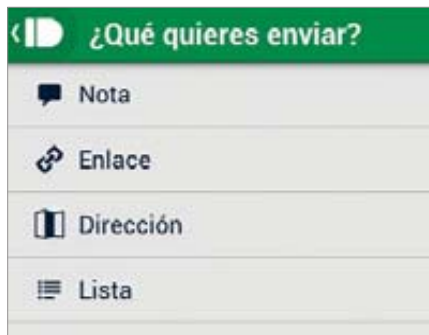 ¿Qué quieres enviar?
Nota
Enlace
Dirección
Lista